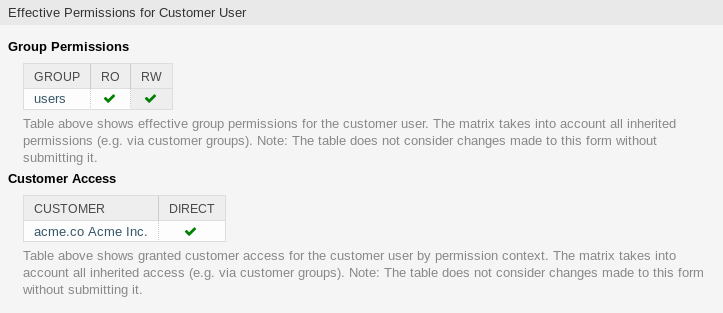 Effective Permissions for Customer User
Group Permissions
GROUP RO RW
users
Table above shows effective group permissions for the customer user. The matrix takes into account all inherited
permissions (e.g. via customer groups). Note: The table does not consider changes made to this form without
submitting it.
Customer Access
CUSTOMER DIRECT
acme.co Acme Inc.
Table above shows granted customer access for the customer user by permission context. The matrix takes into
account all inherited access (e.g. via customer groups). Note: The table does not consider changes made to this form
without submitting it.